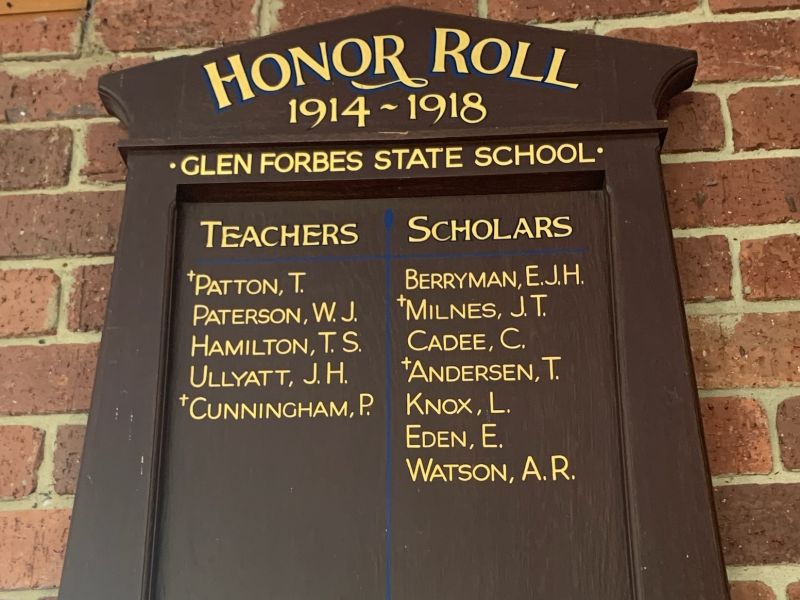 HONOR ROLL
1914 ~ 1918
·GLEN FORBES STATE SCHOOL·
TEACHERS
†PATTON, T.
PATERSON, W. J.
HAMILTON, T. S.
ULLYATT, J. H.
†CUNNINGHAM, P.
SCHOLARS
BERRYMAN, E.J.H.
†MILNES, J. T.
CADEE, C.
†ANDERSEN, T.
KNOX, L.
EDEN, E.
WATSON, A. R.